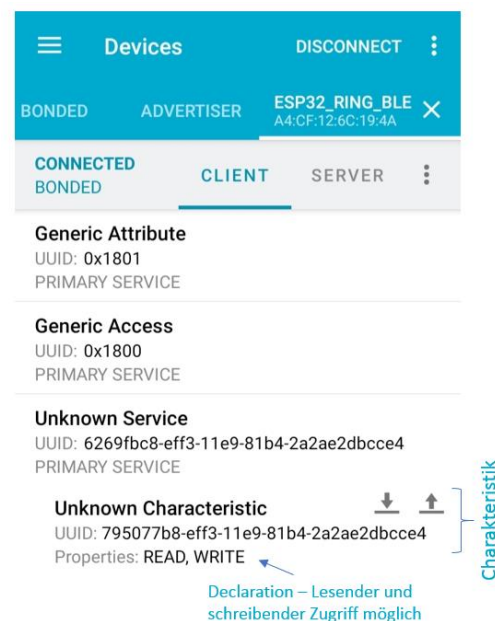 Devices DISCONNECT
BONDED ADVERTISER ESP32_RING_BLE
A4:CF:12:6C:19:4A
CONNECTED
BONDED
CLIENT SERVER
Generic Attribute
UUID: 0x1801
PRIMARY SERVICE
Generic Access
UUID: 0x1800
PRIMARY SERVICE
Unknown Service
UUID: 6269fbc8-eff3-11e9-81b4-2a2ae2dbcce4
PRIMARY SERVICE
Unknown Characteristic
UUID: 795077b8-eff3-11e9-81b4-2a2ae2dbcce4
Properties: READ, WRITE
Charakteristik
Declaration – Lesender und
schreibender Zugriff möglich